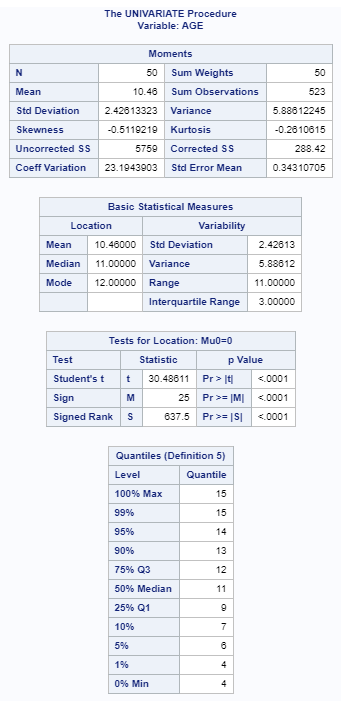 The UNIVARIATE Procedure
Variable: AGE
Moments
N 50 Sum Weights 50
Mean 10.46 Sum Observations 523
Std Deviation 2.42613323 Variance 5.88612245
Skewness -0.5119219 Kurtosis -0.2610615
Uncorrected SS 5759 Corrected SS 288.42
Coeff Variation 23.1943903 Std Error Mean 0.34310705
Basic Statistical Measures
Location Variability
Mean 10.46000 Std Deviation 2.42613
Median 11.00000 Variance 5.88612
Mode 12.00000 Range 11.00000
Interquartile Range 3.00000
Tests for Location: Mu0=0
Test Statistic p Value
Student's t t 30.48611 Pr > |t| <.0001
Sign M 25 Pr >= |M| <.0001
Signed Rank S 637.5 Pr >= |S| <.0001
Quantiles (Definition 5)
Level Quantile
100% Max 15
99% 15
95% 14
90% 13
75% Q3 12
50% Median 11
25% Q1 9
10% 7
5% 6
1% 4
0% Min 4